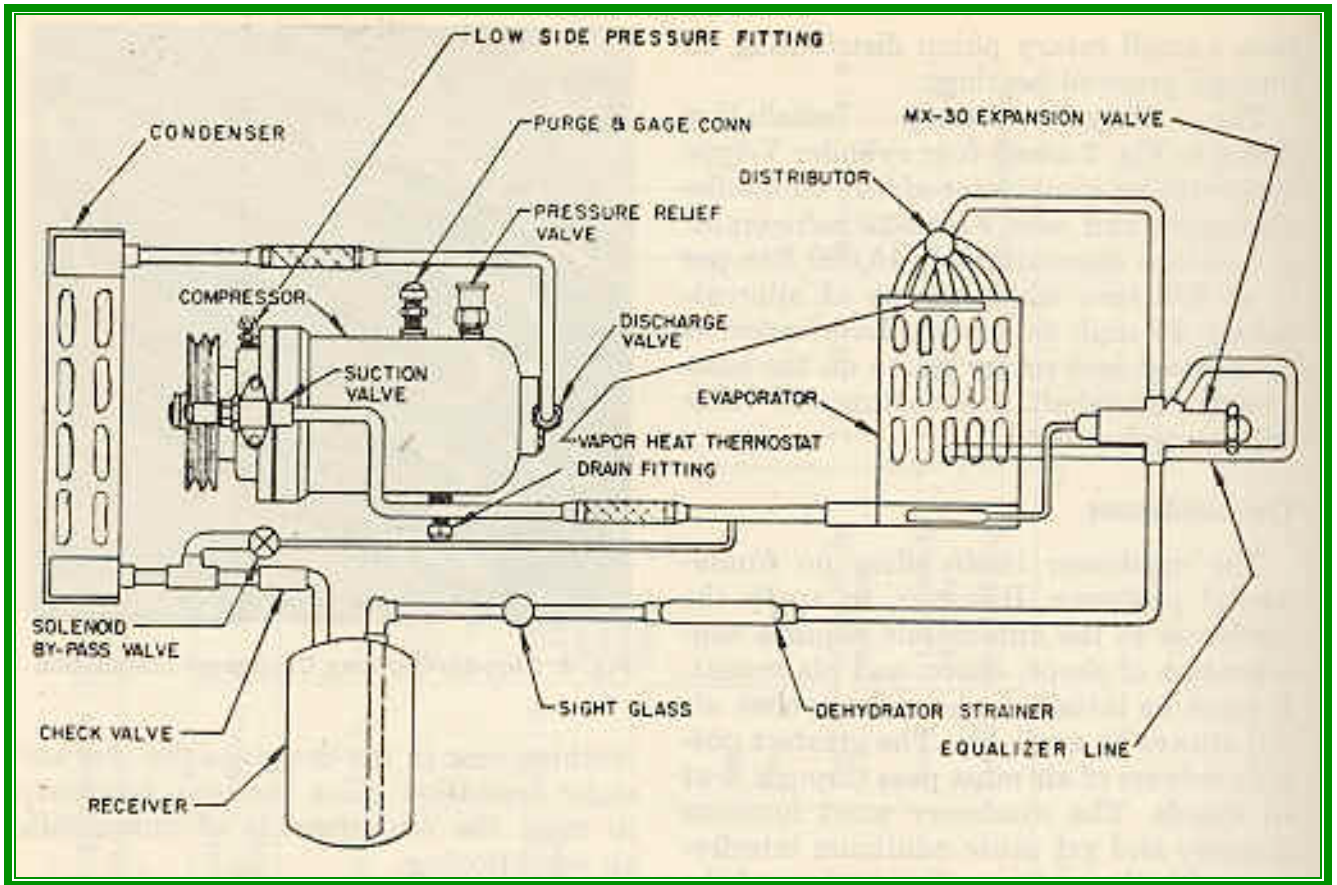 LOW SIDE PRESSURE FITTING
CONDENSER
PURGE & GAGE CONN
MX-30 EXPANSION VALVE
DISTRIBUTOR
PRESSURE RELIEF
VALVE
COMPRESSOR
DISCHARGE
VALVE
SUCTION
VALVE
EVAPORATOR
VAPOR HEAT THERMOSTAT
DRAIN FITTING
SOLENOID
BY-PASS VALVE
SIGHT GLASS
DEHYDRATOR STRAINER
CHECK VALVE
EQUALIZER LINE
RECEIVER